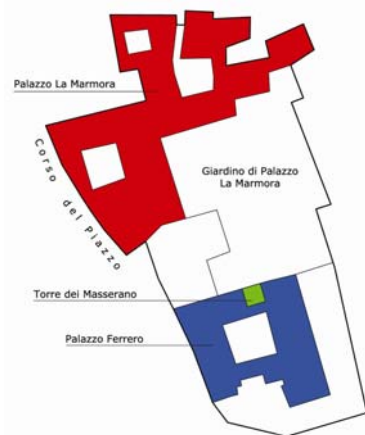 Palazzo La Marmora
Giardino di Palazzo
La Marmora
Corso del Piazzo
Torre dei Masserano
Palazzo Ferrero